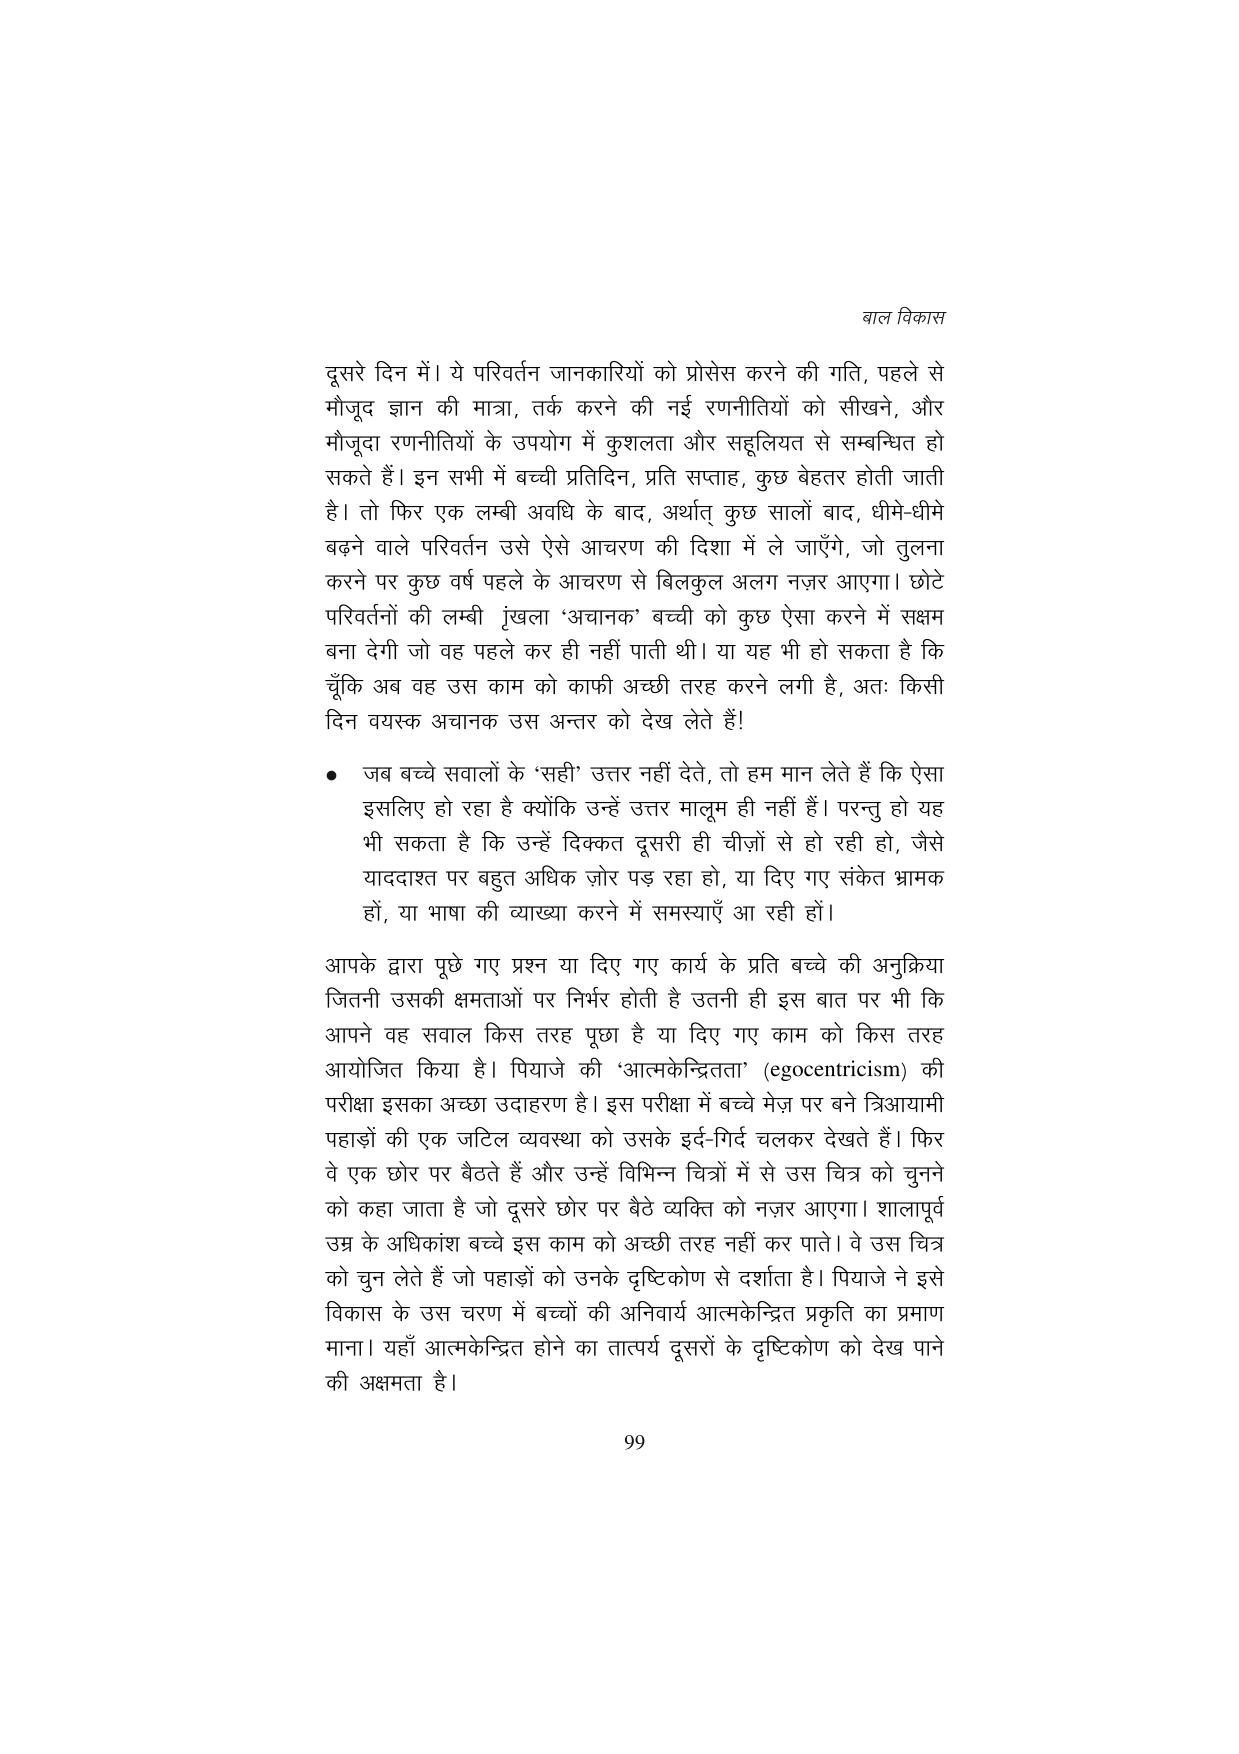 बाल विकास
दूसरे दिन में। ये परिवर्तन जानकारियों को प्रोसेस करने की गति, पहले से
मौजूद ज्ञान की मात्रा, तर्क करने की नई रणनीतियों को सीखने, और
मौजूदा रणनीतियों के उपयोग में कुशलता और सहूलियत से सम्बन्धित हो
सकते हैं। इन सभी में बच्ची प्रतिदिन, प्रति सप्ताह, कुछ बेहतर होती जाती
है। तो फिर एक लम्बी अवधि के बाद, अर्थात् कुछ सालों बाद, धीमे-धीमे
बढ़ने वाले परिवर्तन उसे ऐसे आचरण की दिशा में ले जाएँगे, जो तुलना
करने पर कुछ वर्ष पहले के आचरण से बिलकुल अलग नज़र आएगा। छोटे
परिवर्तनों की लम्बी ‘अचानक’ बच्ची को कुछ ऐसा करने में सक्षम
बना देगी जो वह पहले कर ही नहीं पाती थी। या यह भी हो सकता है कि
चूँकि अब वह उस काम को काफी अच्छी तरह करने लगी है, अतः किसी
दिन वयस्क अचानक उस अन्तर को देख लेते हैं!
● जब बच्चे सवालों के ‘सही’ उत्तर नहीं देते, तो हम मान लेते हैं कि ऐसा
इसलिए हो रहा है क्योंकि उन्हें उत्तर मालूम ही नहीं हैं। परन्तु हो यह
भी सकता है कि उन्हें दिक्कत दूसरी ही चीज़ों से हो रही हो, जैसे
याददाश्त पर बहुत अधिक ज़ोर पड़ रहा हो, या दिए गए संकेत भ्रामक
हों, या भाषा की व्याख्या करने में समस्याएँ आ रही हों।
आपके द्वारा पूछे गए प्रश्न या दिए गए कार्य के प्रति बच्चे की अनुक्रिया
जितनी उसकी क्षमताओं पर निर्भर होती है उतनी ही इस बात पर भी कि
आपने वह सवाल किस तरह पूछा है या दिए गए काम को किस तरह
आयोजित किया है। पियाजे की ‘आत्मकेन्द्रितता’ (egocentricism) की
परीक्षा इसका अच्छा उदाहरण है। इस परीक्षा में बच्चे मेज़ पर बने त्रिआयामी
पहाड़ों की एक जटिल व्यवस्था को उसके इर्द-गिर्द चलकर देखते हैं। फिर
वे एक छोर पर बैठते हैं और उन्हें विभिन्न चित्रों में से उस चित्र को चुनने
को कहा जाता है जो दूसरे छोर पर बैठे व्यक्ति को नज़र आएगा। शालापूर्व
उम्र के अधिकांश बच्चे इस काम को अच्छी तरह नहीं कर पाते। वे उस चित्र
को चुन लेते हैं जो पहाड़ों को उनके दृष्टिकोण से दर्शाता है। पियाजे ने इसे
विकास के उस चरण में बच्चों की अनिवार्य आत्मकेन्द्रित प्रकृति का प्रमाण
माना। यहाँ आत्मकेन्द्रित होने का तात्पर्य दूसरों के दृष्टिकोण को देख पाने
की अक्षमता है।
99